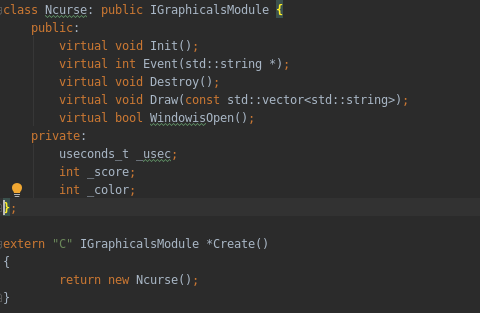 class Ncurse: public IGraphicalsModule {
    public:
        virtual void Init();
        virtual int Event(std::string *);
        virtual void Destroy();
        virtual void Draw(const std::vector<std::string>);
        virtual bool WindowisOpen();
    private:
        useconds_t _usec;
        int _score;
        int _color;
};
extern "C" IGraphicalsModule *Create()
{
        return new Ncurse();
}